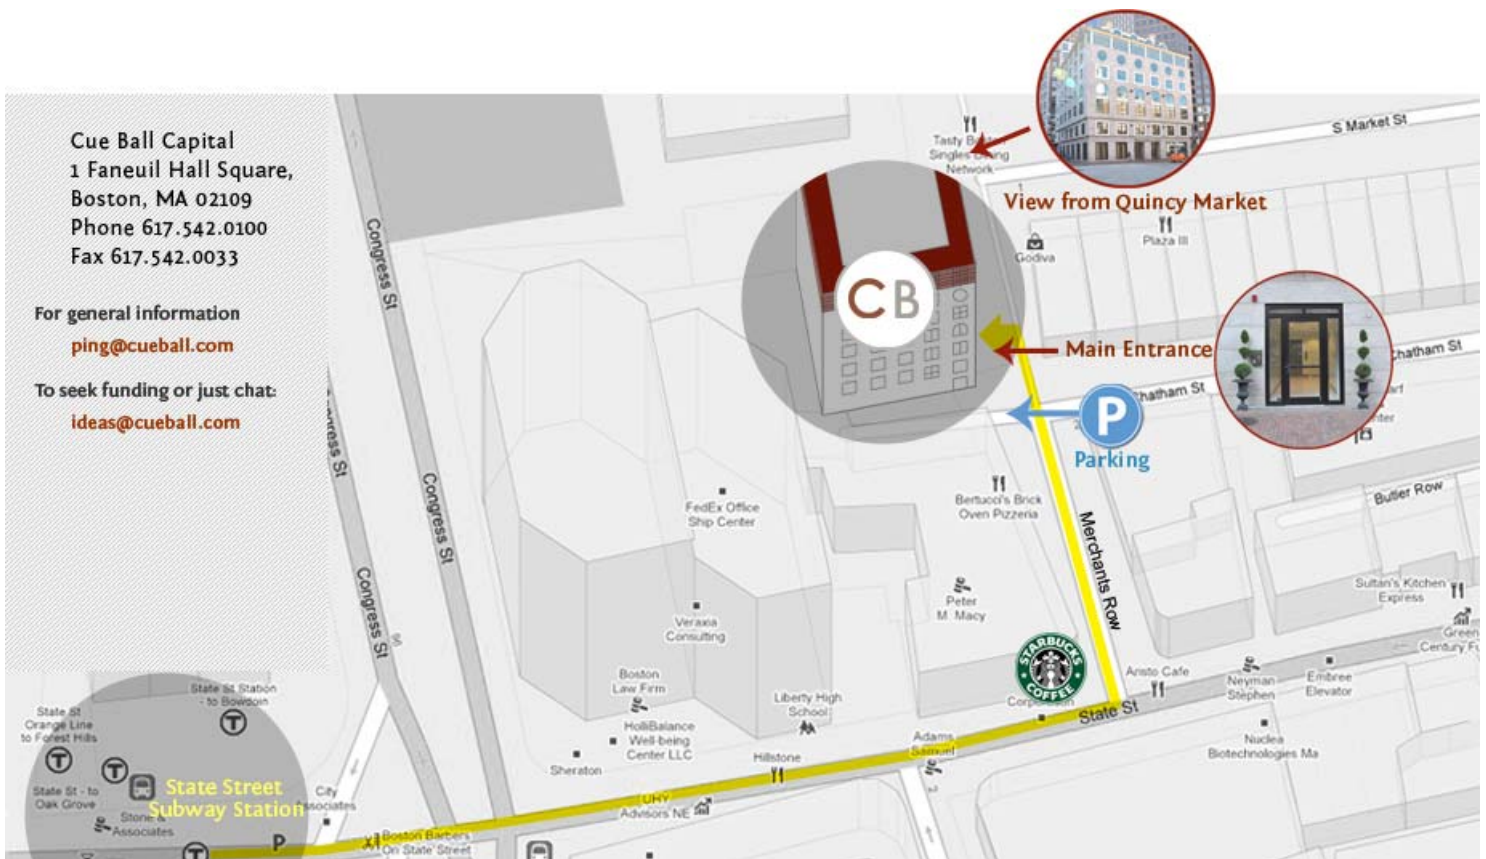 Cue Ball Capital
1 Faneuil Hall Square,
Boston, MA 02109
Phone 617.542.0100
Fax 617.542.0033
For general information
ping@cueball.com
To seek funding or just chat:
ideas@cueball.com
S Market St
Tasty
Singles Dining
Network
View from Quincy Market
Plaza III
Godiva
CB
Main Entrance
Chatham St
Chatham St
P
Parking
Congress St
Congress St
Congress St
Congress St
Butler Row
Bertucci's Brick
Oven Pizzeria
FedEx Office
Ship Center
Merchants Row
Sultan's Kitchen
Express
Peter
M. Macy
Veraxia
Consulting
96
Green
Century
STARBUCKS
COFFEE
Aristo Cafe
Neyman
Stephen
Embree
Elevator
Boston
Law Firm
Liberty High
School
State St
Nuclea
Biotechnologies Ma
HolliBalance
Well-being
Center LLC
Sheraton
Hillstone
Adams
Samuel
UHY
Advisors NE
State St Station
- to Bowdoin
T
State St
Orange Line
to Forest Hills
T
T
State St - to
Oak Grove
State Street
Subway Station
City
Associates
Stone &
Associates
P
T
Boston Barbers
On State Street